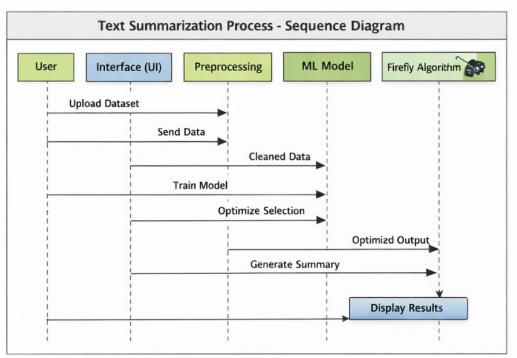 Text Summarization Process - Sequence Diagram
User
Interface (UI)
Preprocessing
ML Model
Firefly Algorithm
Upload Dataset
Send Data
Cleaned Data
Train Model
Optimize Selection
Optimizd Output
Generate Summary
Display Results